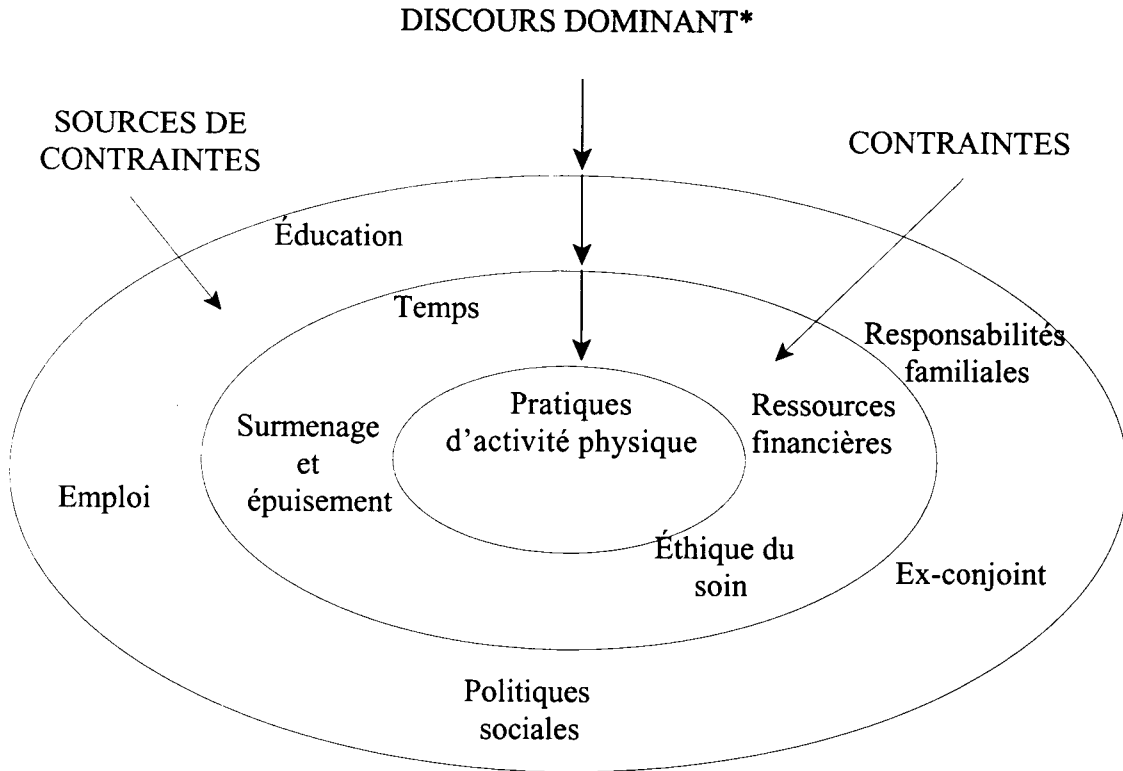 DISCOURS DOMINANT*
SOURCES DE
CONTRAINTES
CONTRAINTES
Éducation
Temps
Responsabilités
familiales
Pratiques
d'activité physique
Ressources
financières
Surmenage
et
épuisement
Emploi
Éthique du
soin
Ex-conjoint
Politiques
sociales